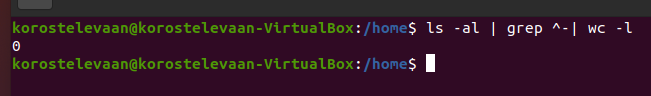 korostelevaan@korostelevaan-VirtualBox:/home$ ls -al | grep ^-| wc -l
0
korostelevaan@korostelevaan-VirtualBox:/home$